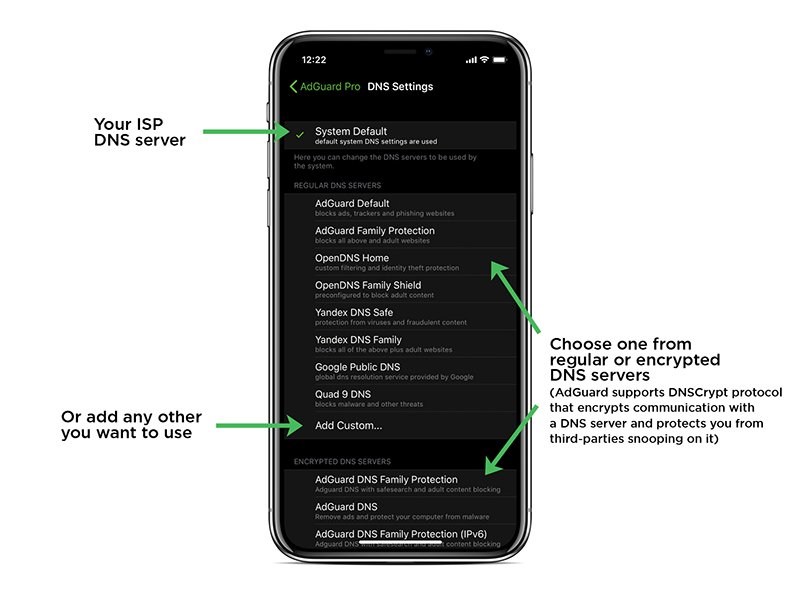 12:22
AdGuard Pro DNS Settings
Your ISP
DNS server
System Default
default system DNS settings are used
Here you can change the DNS servers to be used by
the system.
REGULAR DNS SERVERS
AdGuard Default
blocks ads, trackers and phishing websites
AdGuard Family Protection
blocks all above and adult websites
OpenDNS Home
custom filtering and identity theft protection
OpenDNS Family Shield
preconfigured to block adult content
Yandex DNS Safe
protection from viruses and fraudulent content
Yandex DNS Family
blocks all of the above plus adult websites
Google Public DNS
global dns resolution service provided by Google
Quad 9 DNS
blocks malware and other threats
Add Custom...
Choose one from
regular or encrypted
DNS servers
(AdGuard supports DNSCrypt protocol
that encrypts communication with
a DNS server and protects you from
third-parties snooping on it)
Or add any other
you want to use
ENCRYPTED DNS SERVERS
AdGuard DNS Family Protection
Adguard DNS with safesearch and adult content blocking
AdGuard DNS
Remove ads and protect your computer from malware
AdGuard DNS Family Protection (IPv6)
Adguard DNS with safesearch and adult content blocking